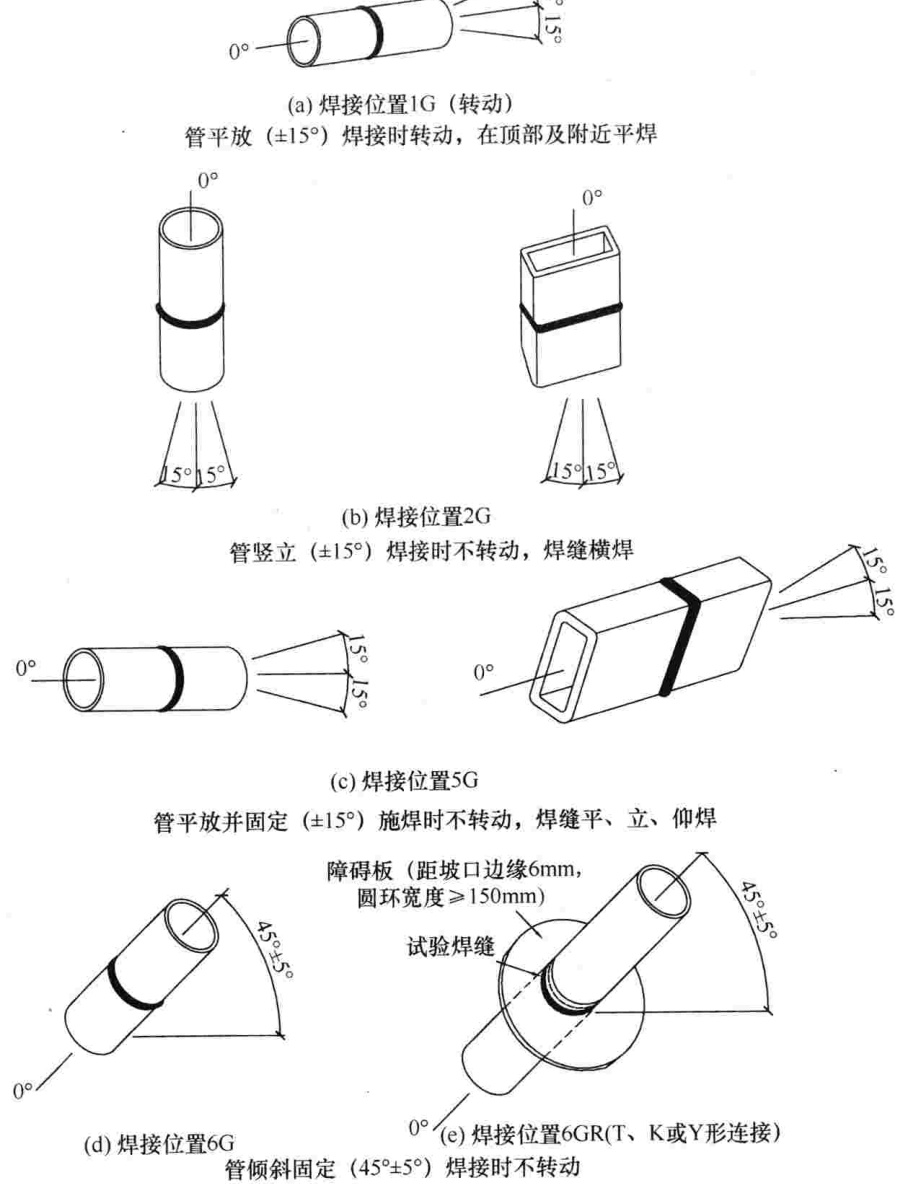 0°
15°
(a) 焊接位置1G (转动)
管平放 (±15°) 焊接时转动，在顶部及附近平焊
0°
0°
15° 15°
15° 15°
(b) 焊接位置2G
管竖立 (±15°) 焊接时不转动，焊缝横焊
15°
15°
0°
15°
15°
0°
(c) 焊接位置5G
管平放并固定 (±15°) 施焊时不转动，焊缝平、立、仰焊
障碍板 (距坡口边缘6mm，
圆环宽度≥150mm)
试验焊缝
45°±5°
45°±5°
0°
0°
(d) 焊接位置6G
(e) 焊接位置6GR(T、K或Y形连接)
管倾斜固定 (45°±5°) 焊接时不转动